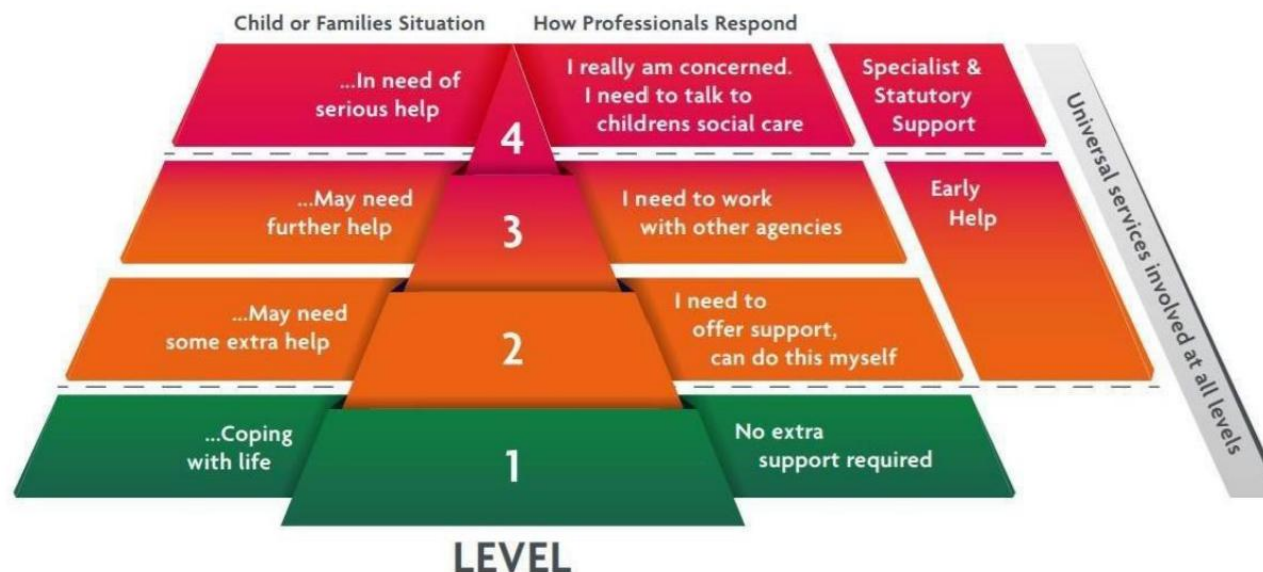 Child or Families Situation
How Professionals Respond
...In need of
serious help
4
I really am concerned.
I need to talk to
childrens social care
Specialist &
Statutory
Support
...May need
further help
3
I need to work
with other agencies
Early
Help
...May need
some extra help
2
I need to
offer support,
can do this myself
...Coping
with life
1
No extra
support required
Universal services involved at all levels
LEVEL